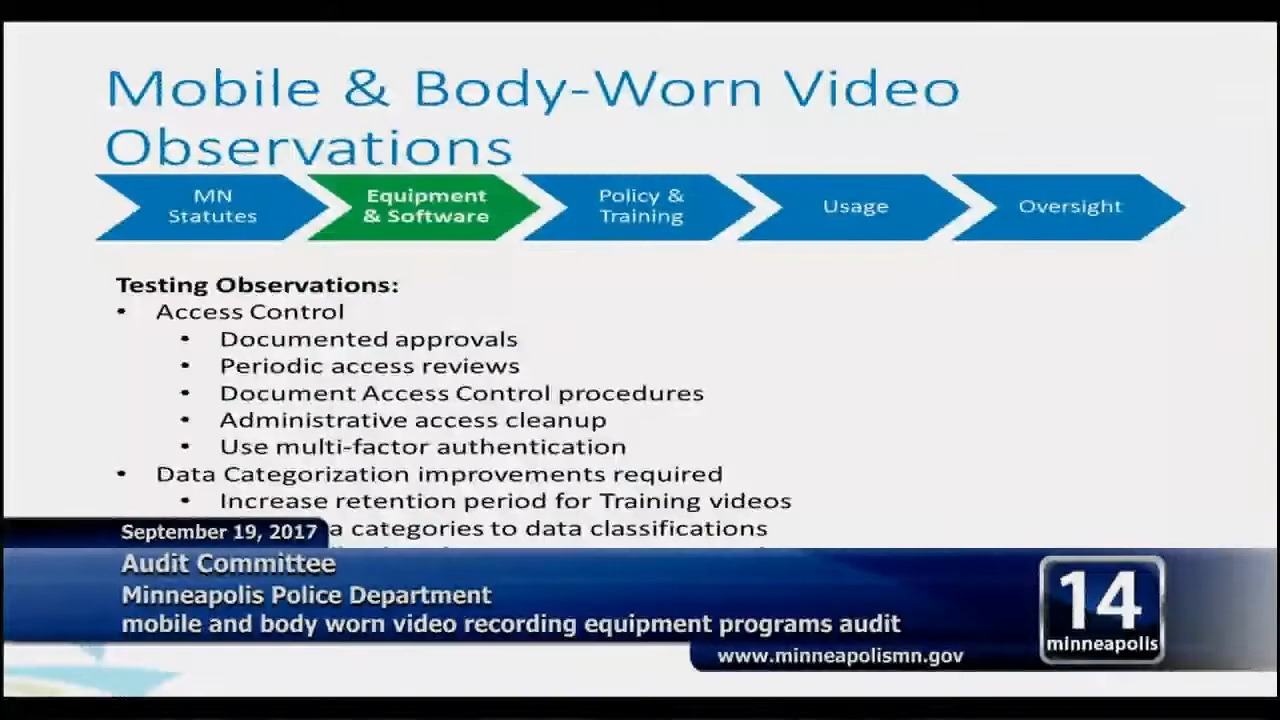 Mobile & Body-Worn Video
Observations
MN
Statutes
Equipment
& Software
Policy &
Training
Usage
Oversight
Testing Observations:
• Access Control
• Documented approvals
• Periodic access reviews
• Document Access Control procedures
• Administrative access cleanup
• Use multi-factor authentication
• Data Categorization improvements required
• Increase retention period for Training videos
a categories to data classifications
September 19, 2017
Audit Committee
Minneapolis Police Department
mobile and body worn video recording equipment programs audit
www.minneapolismn.gov
14
minneapolis